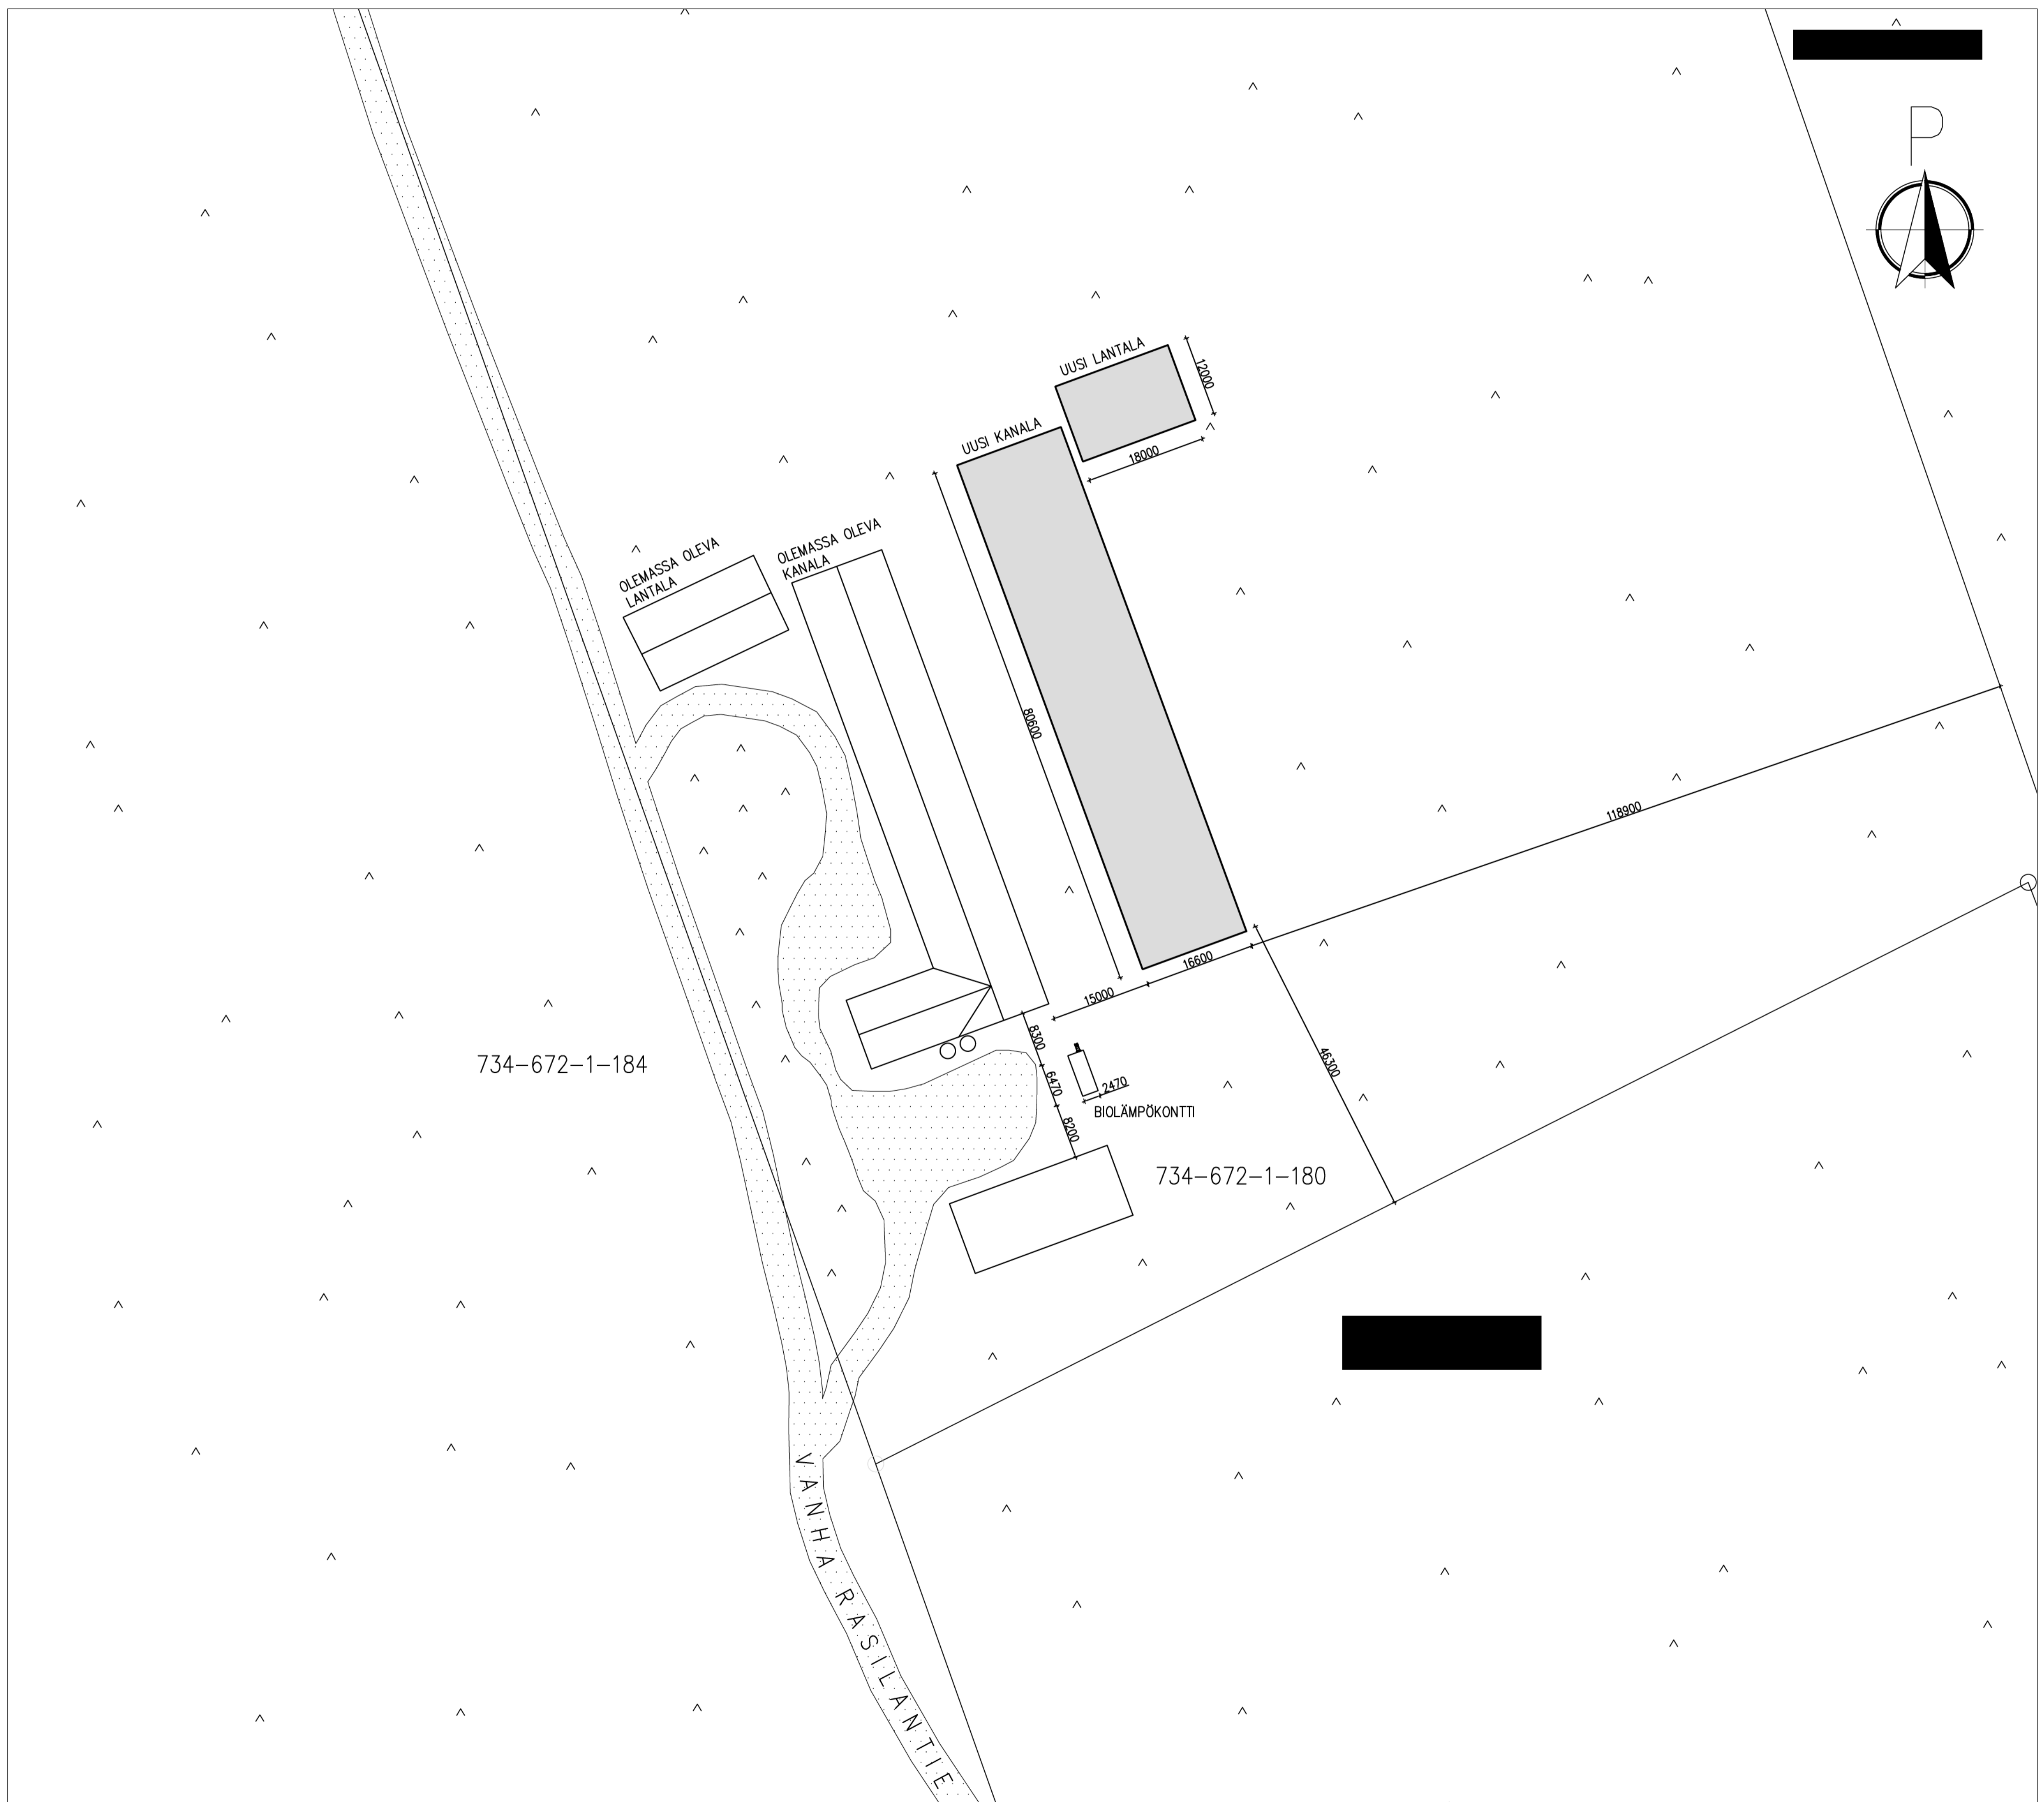 P
UUSI LANTALA
12000
UUSI KANALA
18000
OLEMASSA OLEVA
LANTALA
OLEMASSA OLEVA
KANALA
80600
118900
16600
15000
8300
6470
2470
8200
46300
BIOLÄMPÖKONTTI
734-672-1-184
734-672-1-180
VANHA RASILANTIE